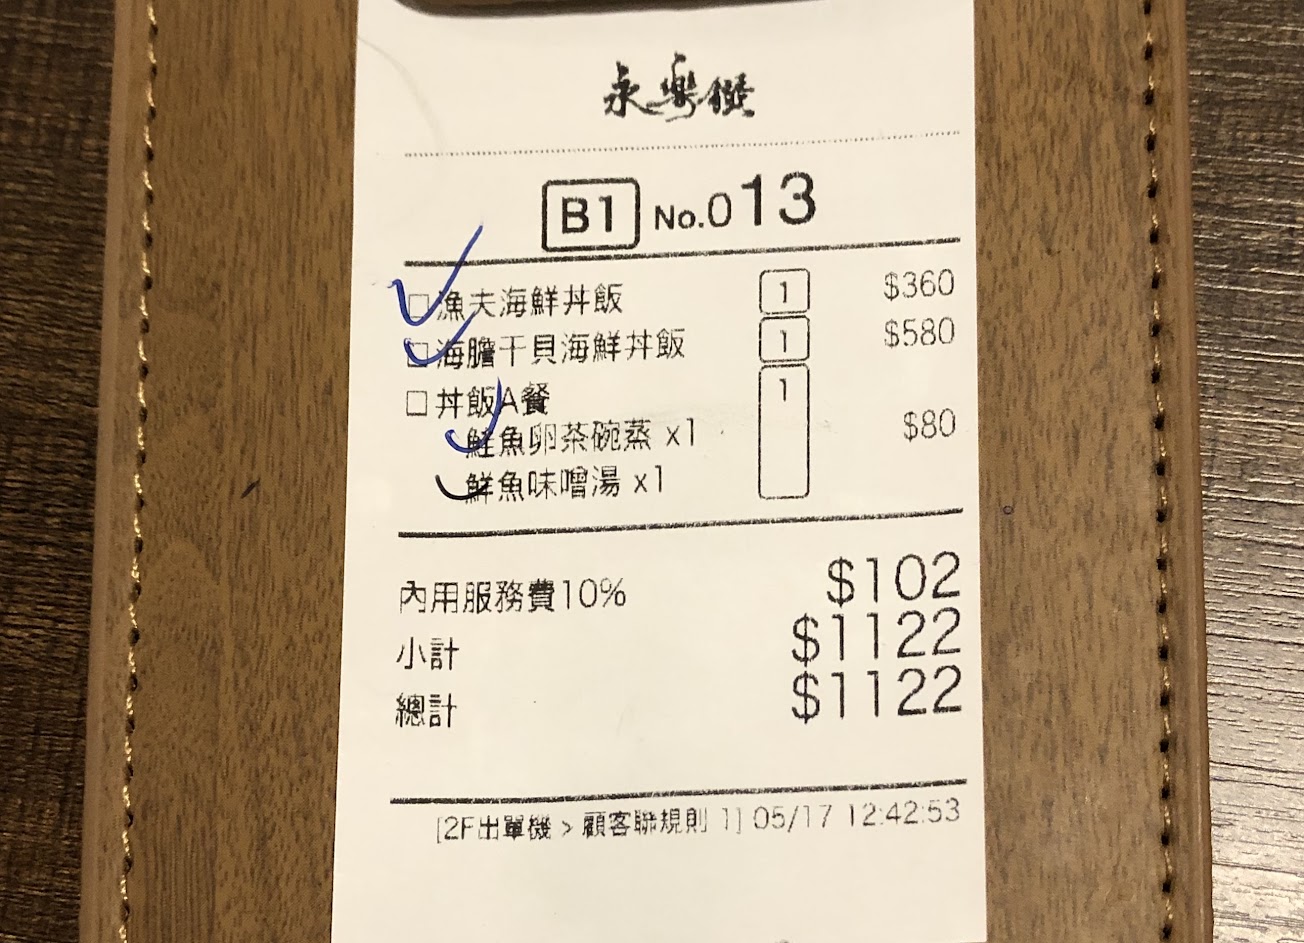 永樂饌
B1 No.013
□漁夫海鮮丼飯 1 $360
□海膽干貝海鮮丼飯 1 $580
□丼飯A餐 1
鮭魚卵茶碗蒸 x1 $80
鮮魚味噌湯 x1
內用服務費10% $102
小計 $1122
總計 $1122
[2F出單機 > 顧客聯規則 1] 05/17 12:42:53